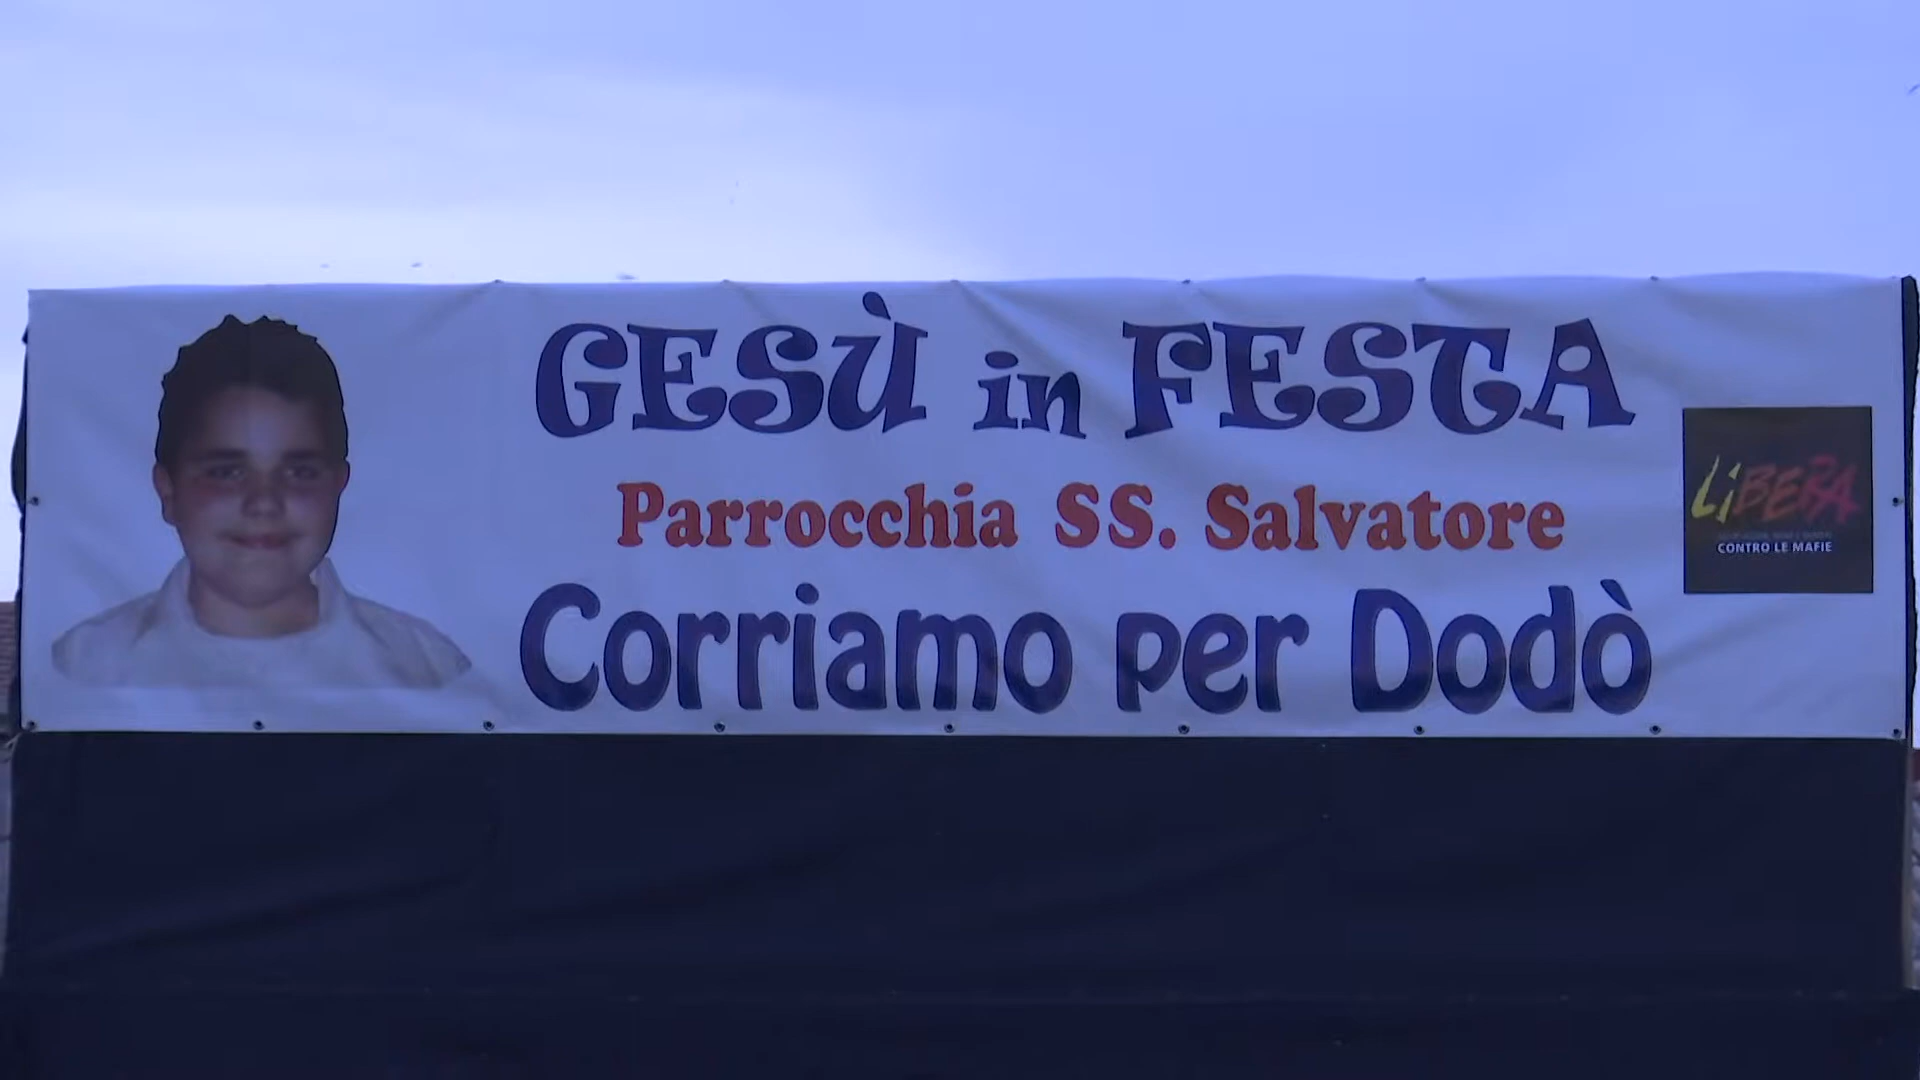 GESÙ in FESTA
Parrocchia SS. Salvatore
Corriamo per Dodò
LiBERA
CONTRO LE MAFIE